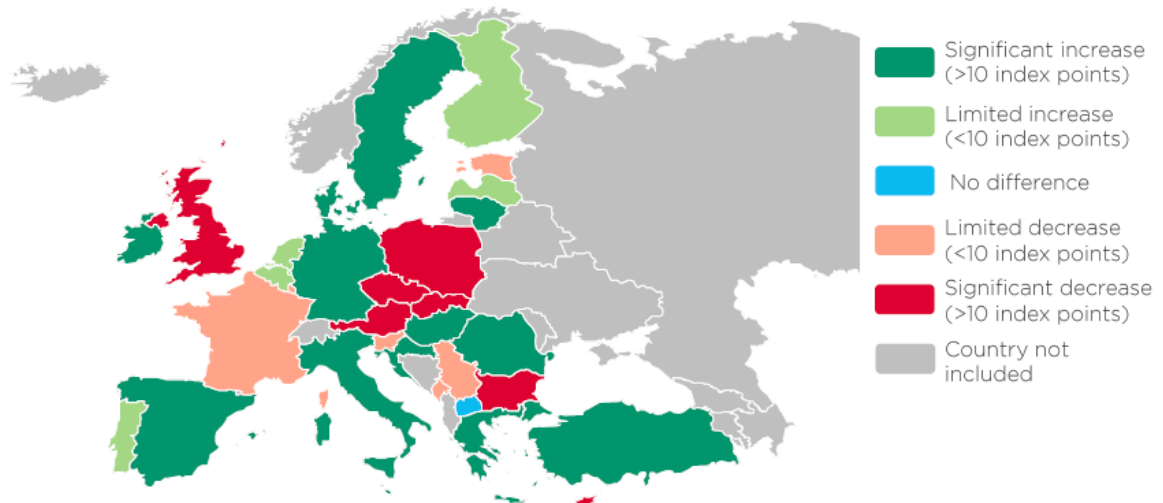 Significant increase
(>10 index points)
Limited increase
(<10 index points)
No difference
Limited decrease
(<10 index points)
Significant decrease
(>10 index points)
Country not
included